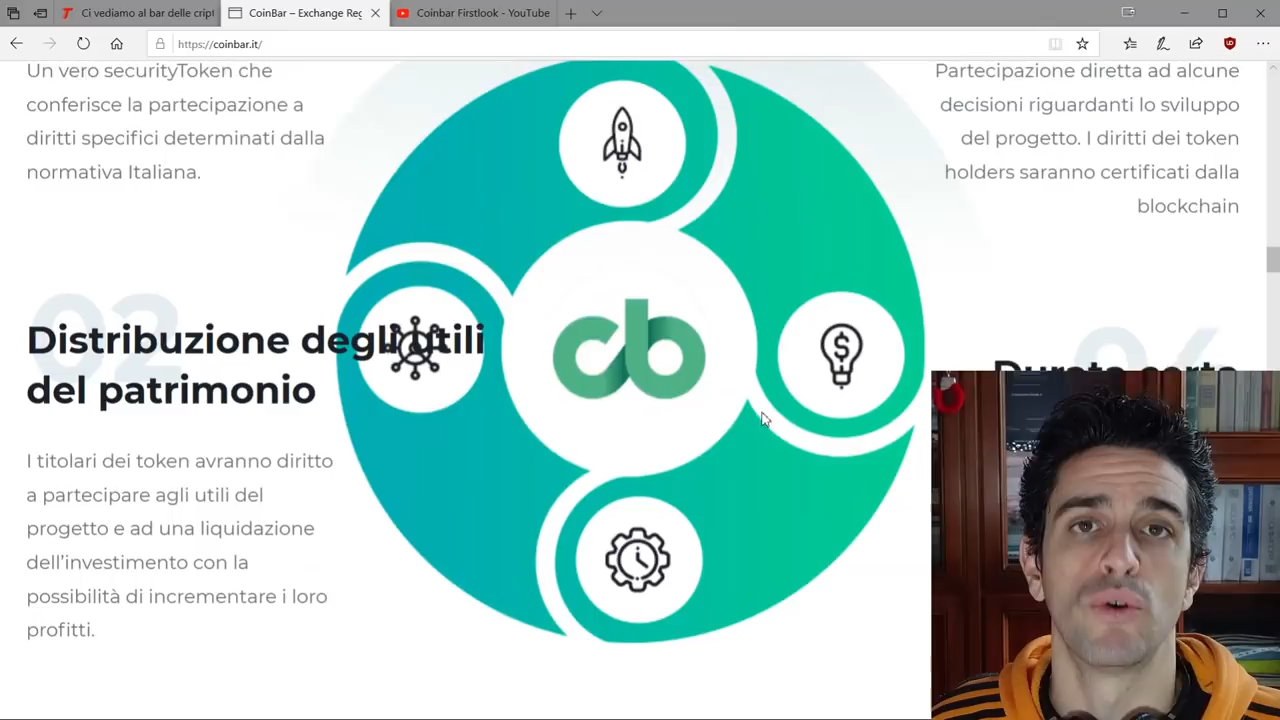 Ci vediamo al bar delle cript
CoinBar – Exchange Reg
Coinbar Firstlook - YouTube
https://coinbar.it/
Un vero securityToken che
conferisce la partecipazione a
diritti specifici determinati dalla
normativa Italiana.
Partecipazione diretta ad alcune
decisioni riguardanti lo sviluppo
del progetto. I diritti dei token
holders saranno certificati dalla
blockchain
02
Distribuzione degli utili
del patrimonio
I titolari dei token avranno diritto
a partecipare agli utili del
progetto e ad una liquidazione
dell'investimento con la
possibilità di incrementare i loro
profitti.
cb